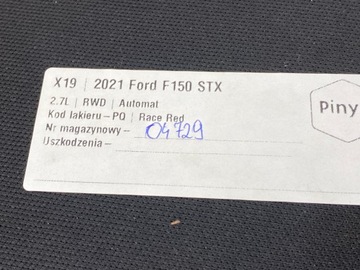 X19 | 2021 Ford F150 STX
2.7L | RWD | Automat
Kod lakieru – PQ | Race Red
Nr magazynowy – 04729
Uszkodzenia –
Piny